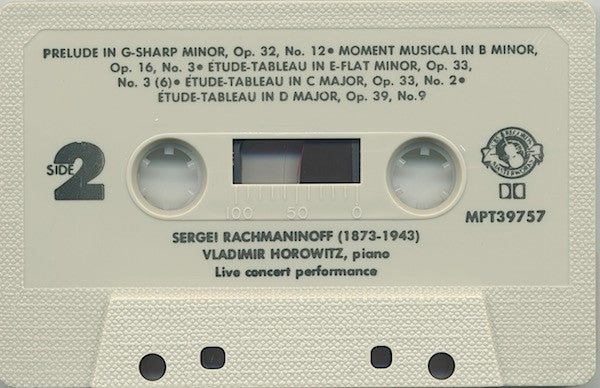 PRELUDE IN G-SHARP MINOR, Op. 32, No. 12• MOMENT MUSICAL IN B MINOR,
Op. 16, No. 3• ÉTUDE-TABLEAU IN E-FLAT MINOR, Op. 33,
No. 3 (6)• ÉTUDE-TABLEAU IN C MAJOR, Op. 33, No. 2•
ÉTUDE-TABLEAU IN D MAJOR, Op. 39, No.9
SIDE 2
100 50 0
MPT39757
SERGEI RACHMANINOFF (1873-1943)
VLADIMIR HOROWITZ, piano
Live concert performance